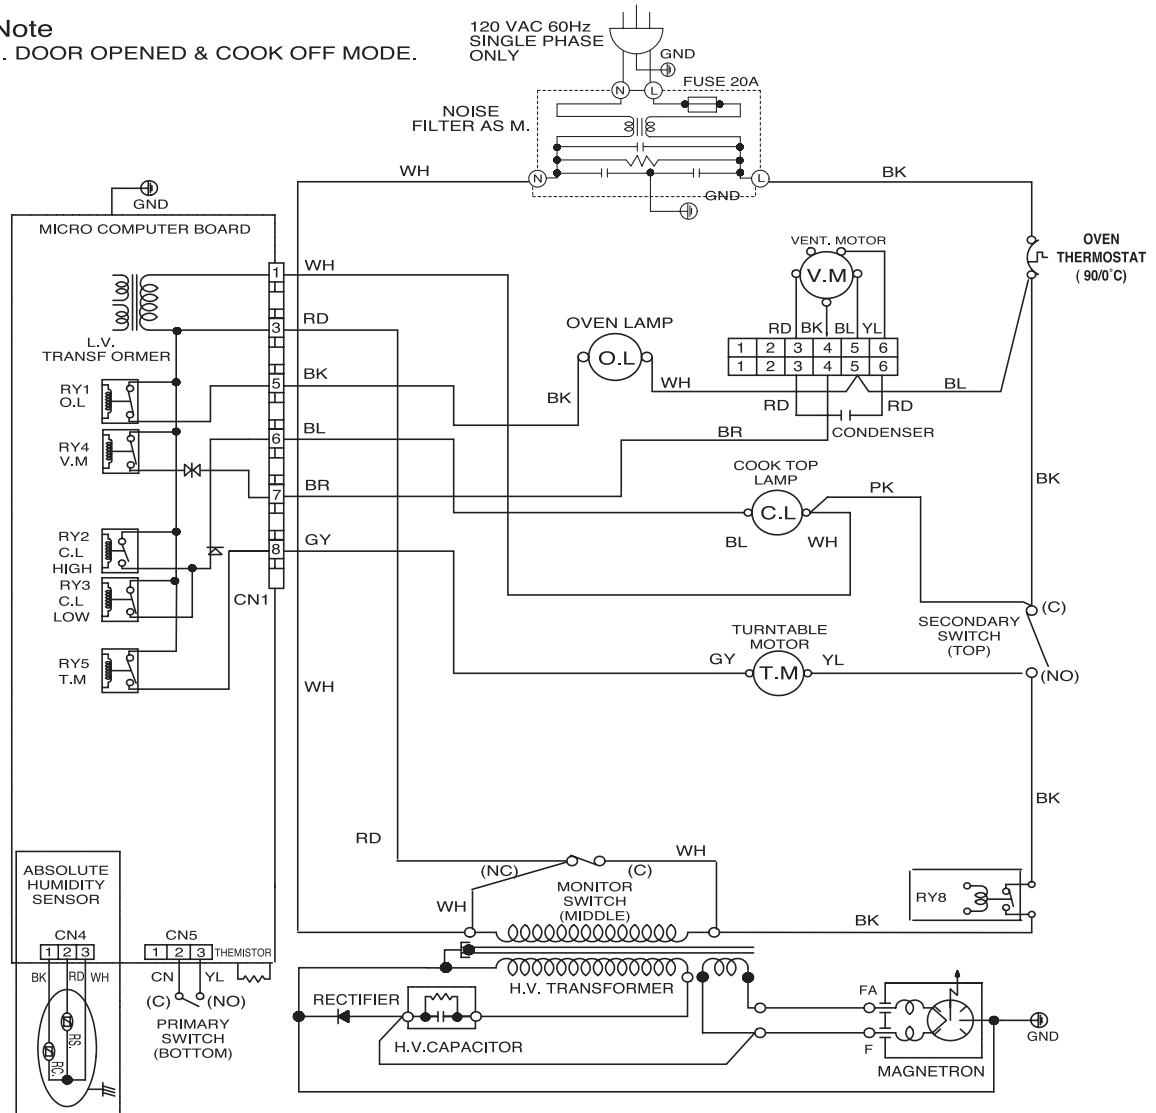 Note
. DOOR OPENED & COOK OFF MODE.
120 VAC 60Hz
SINGLE PHASE
ONLY
GND
N
L
FUSE 20A
NOISE
FILTER AS M.
N
L
GND
WH
BK
GND
MICRO COMPUTER BOARD
L.V.
TRANSF ORMER
1
WH
3
RD
5
BK
6
BL
7
BR
8
GY
CN1
RY1
O.L
RY4
V.M
RY2
C.L
HIGH
RY3
C.L
LOW
RY5
T.M
VENT. MOTOR
V.M
RD BK BL YL
1 2 3 4 5 6
1 2 3 4 5 6
RD
RD
CONDENSER
BL
BR
OVEN LAMP
O.L
BK
WH
OVEN
THERMOSTAT
( 90/0˚C)
BK
COOK TOP
LAMP
C.L
PK
BL
WH
(C)
SECONDARY
SWITCH
(TOP)
(NO)
TURNTABLE
MOTOR
GY
T.M
YL
WH
BK
RD
WH
(NC)
(C)
MONITOR
SWITCH
(MIDDLE)
WH
BK
RY8
H.V. TRANSFORMER
RECTIFIER
H.V.CAPACITOR
FA
F
MAGNETRON
GND
ABSOLUTE
HUMIDITY
SENSOR
CN4
1 2 3
BK RD WH
RS.
RC.
CN5
1 2 3
THEMISTOR
CN YL
(C) (NO)
PRIMARY
SWITCH
(BOTTOM)